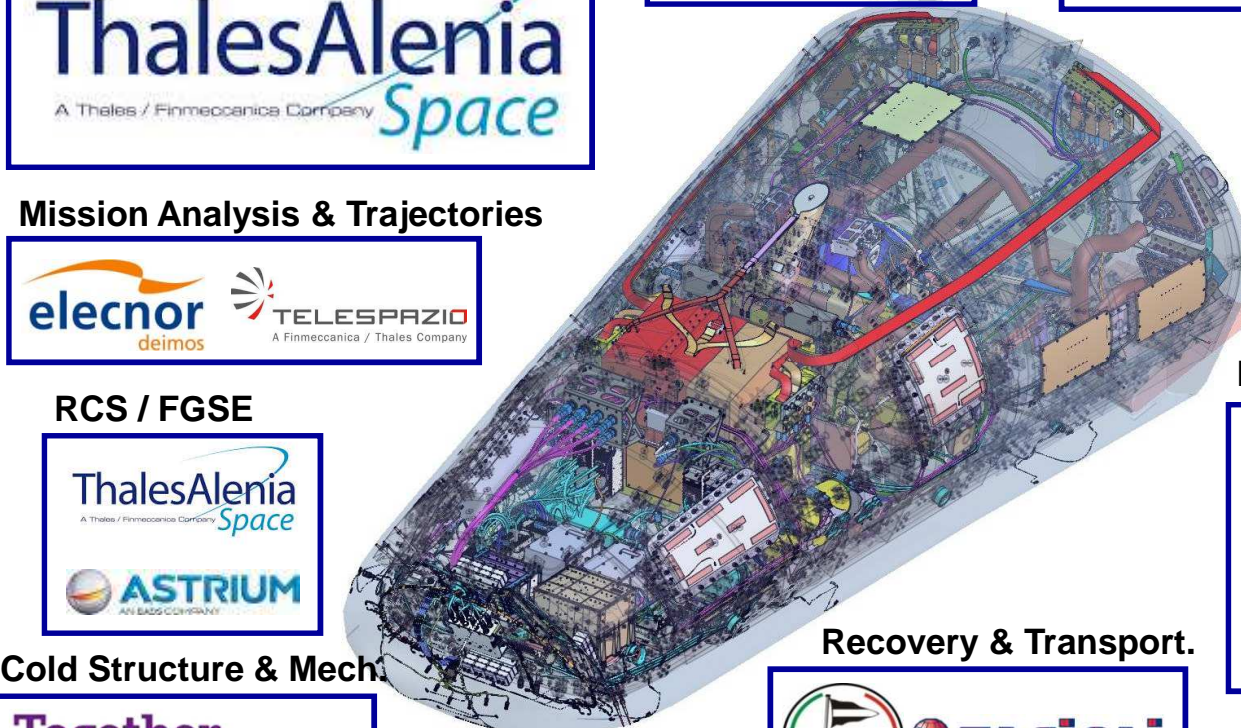 ThalesAlenia
A Thales / Finmeccanica Company Space
Mission Analysis & Trajectories
elecnor
deimos
TELESPAZIO
A Finmeccanica / Thales Company
RCS / FGSE
ThalesAlenia
A Thales / Finmeccanica Company Space
ASTRIUM
AN EADS COMPANY
Recovery & Transport.
Cold Structure & Mech.
Together